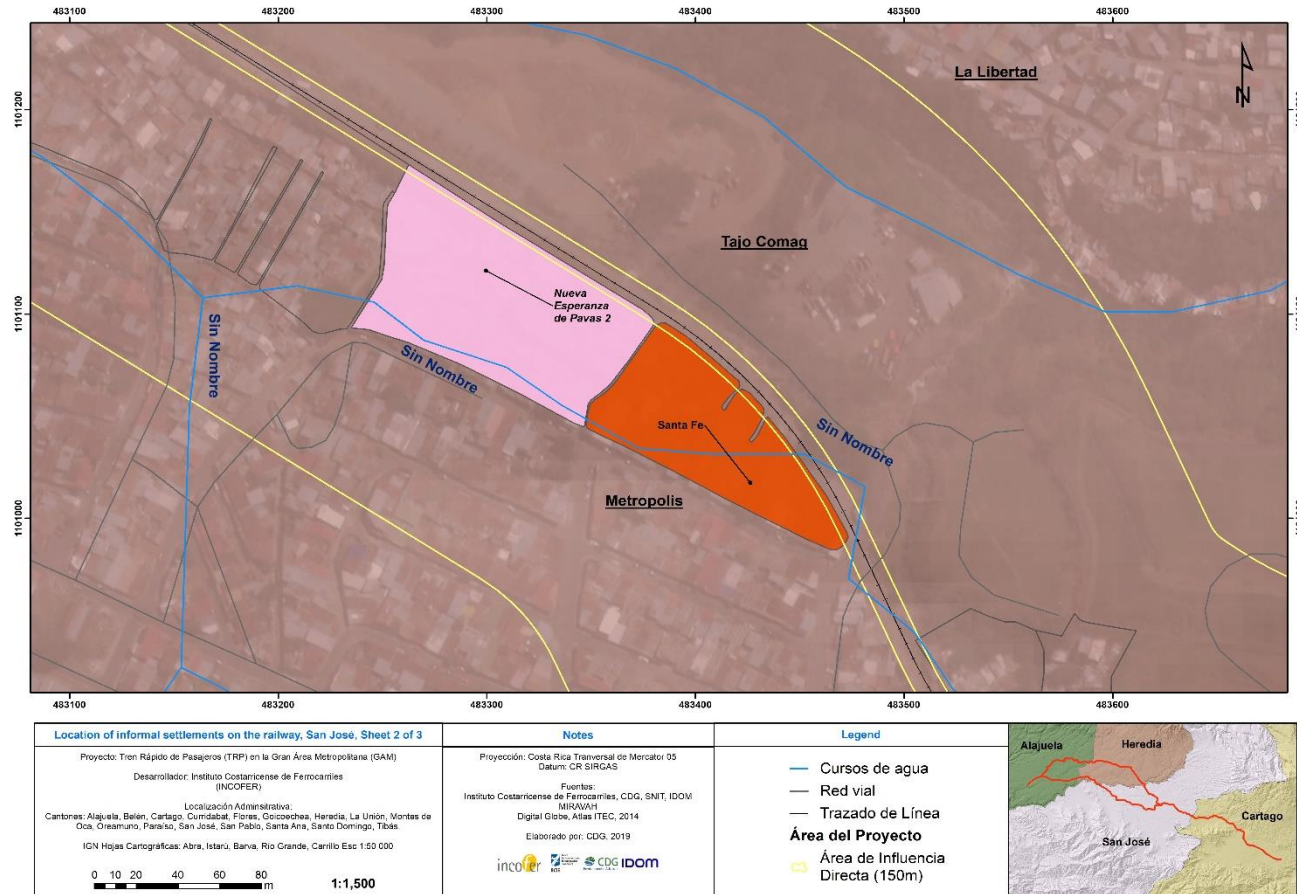 483100 483200 483300 483400 483500 483600
La Libertad
N
1101200
Tajo Comag
Nueva
Esperanza
de Pavas 2
1101100
Sin Nombre
Sin Nombre
Santa Fe
Sin Nombre
Metropolis
1101000
483100 483200 483300 483400 483500 483600
Location of informal settlements on the railway, San José, Sheet 2 of 3
Proyecto: Tren Rápido de Pasajeros (TRP) en la Gran Área Metropolitana (GAM)
Desarrollador: Instituto Costarricense de Ferrocarriles
(INCOFER)
Localización Adminsitrativa:
Cantones: Alajuela, Belén, Cartago, Curridabat, Flores, Goicoechea, Heredia, La Unión, Montes de
Oca, Oreamuno, Paraíso, San José, San Pablo, Santa Ana, Santo Domingo, Tibás.
IGN Hojas Cartográficas: Abra, Istarú, Barva, Río Grande, Carrillo Esc 1:50 000
0 10 20 40 60 80
m
1:1,500
Notes
Proyección: Costa Rica Tranversal de Mercator 05
Datum: CR SIRGAS
Fuentes:
Instituto Costarricense de Ferrocarriles, CDG, SNIT, IDOM
MIRAVAH
Digital Globe, Atlas ITEC, 2014
Elaborado por: CDG, 2019
incofer CDG IDOM
Legend
Cursos de agua
Red vial
Trazado de Línea
Área del Proyecto
Área de Influencia
Directa (150m)
Alajuela
Heredia
Cartago
San José